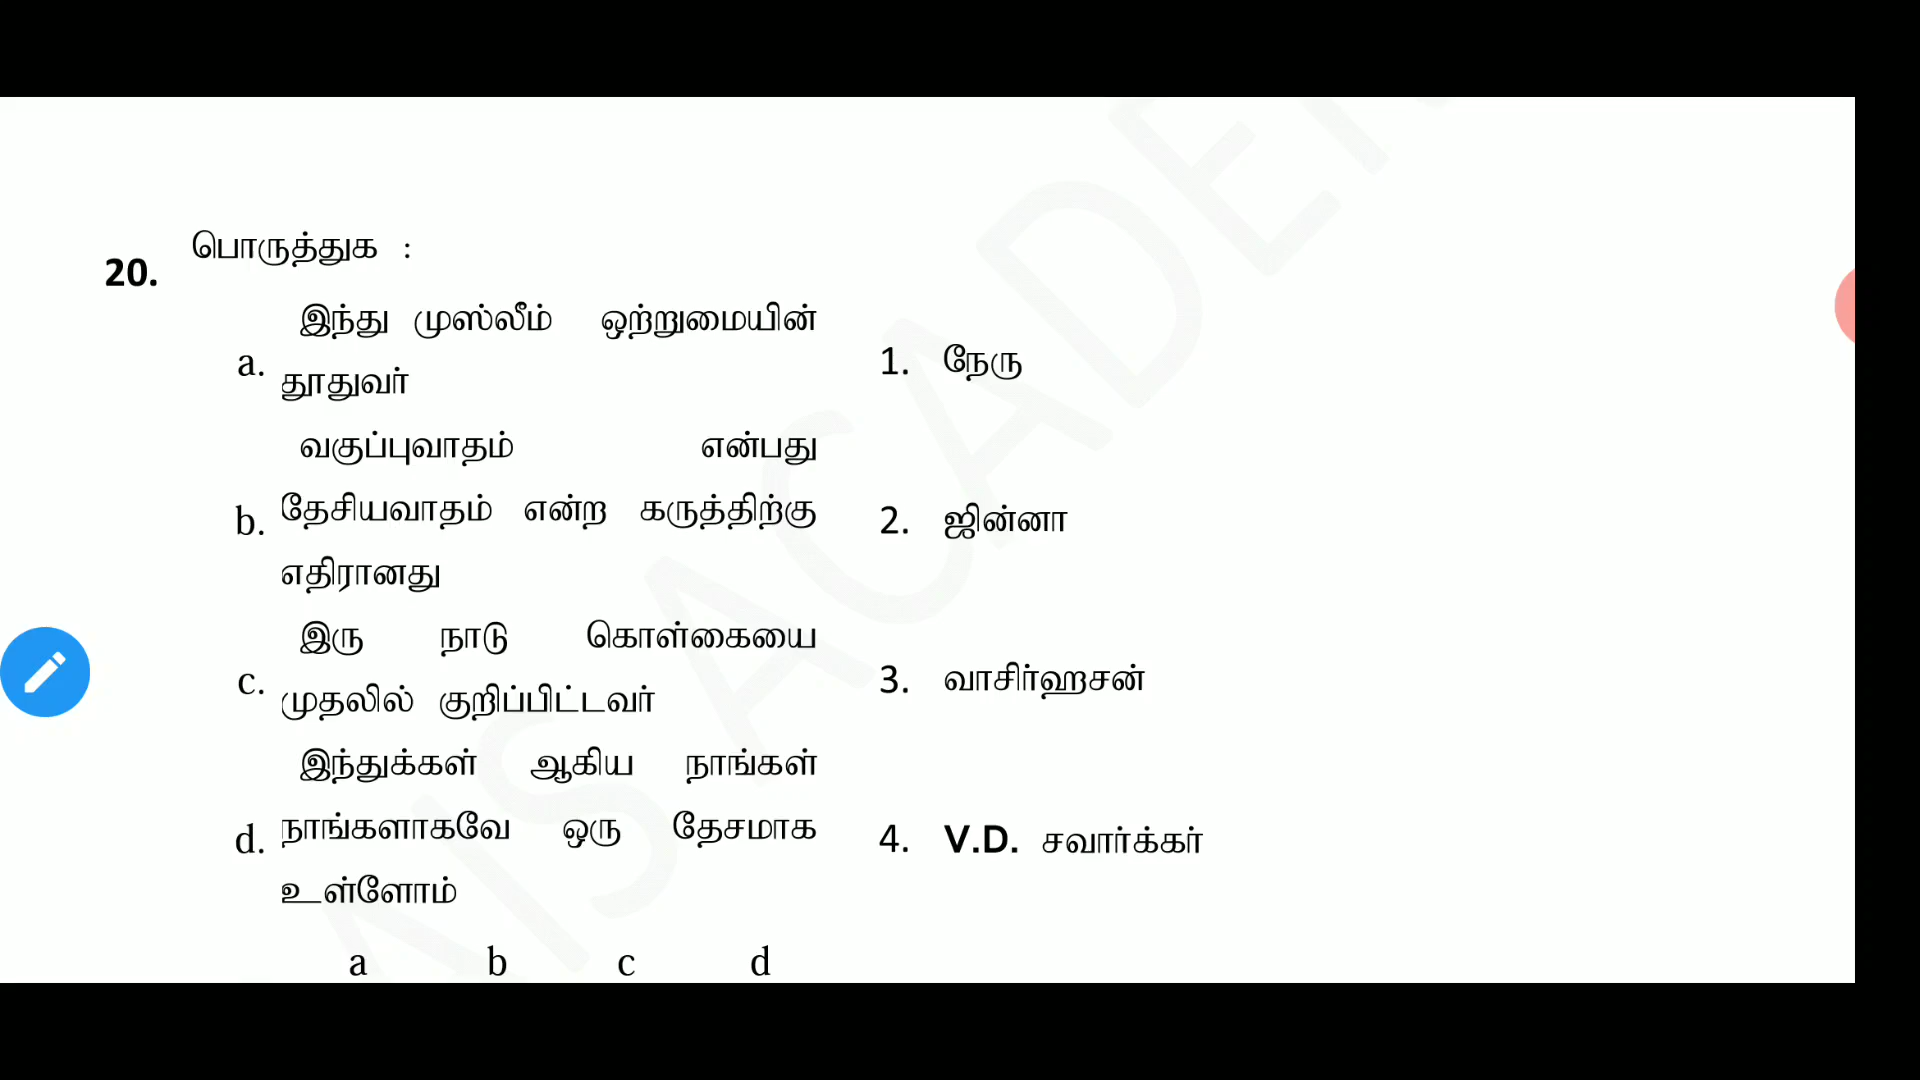 20. பொருத்துக :
a. இந்து முஸ்லீம் ஒற்றுமையின்
தூதுவர்
1. நேரு
b. வகுப்புவாதம் என்பது
தேசியவாதம் என்ற கருத்திற்கு
எதிரானது
2. ஜின்னா
c. இரு நாடு கொள்கையை
முதலில் குறிப்பிட்டவர்
3. வாசிர்ஹசன்
d. இந்துக்கள் ஆகிய நாங்கள்
நாங்களாகவே ஒரு தேசமாக
உள்ளோம்
4. V.D. சவார்க்கர்
a b c d